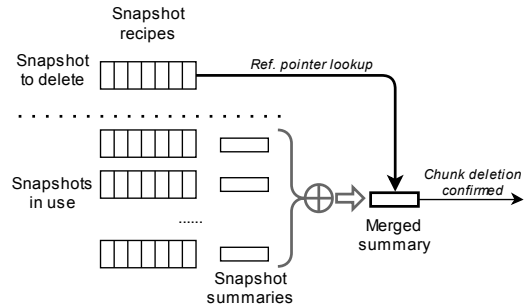 Snapshot
recipes
Snapshot
to delete
Ref. pointer lookup
Snapshots
in use
......
Chunk deletion
confirmed
Merged
summary
Snapshot
summaries